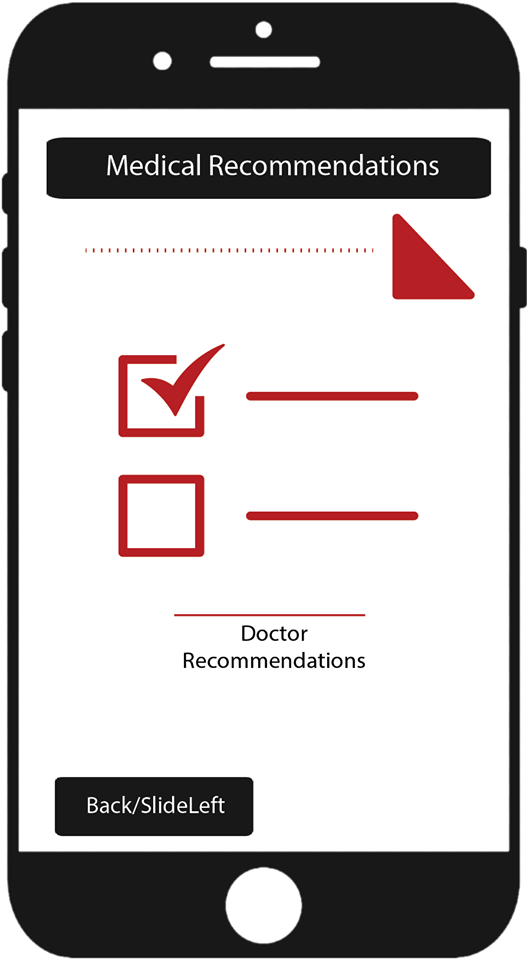 Medical Recommendations
Doctor
Recommendations
Back/SlideLeft